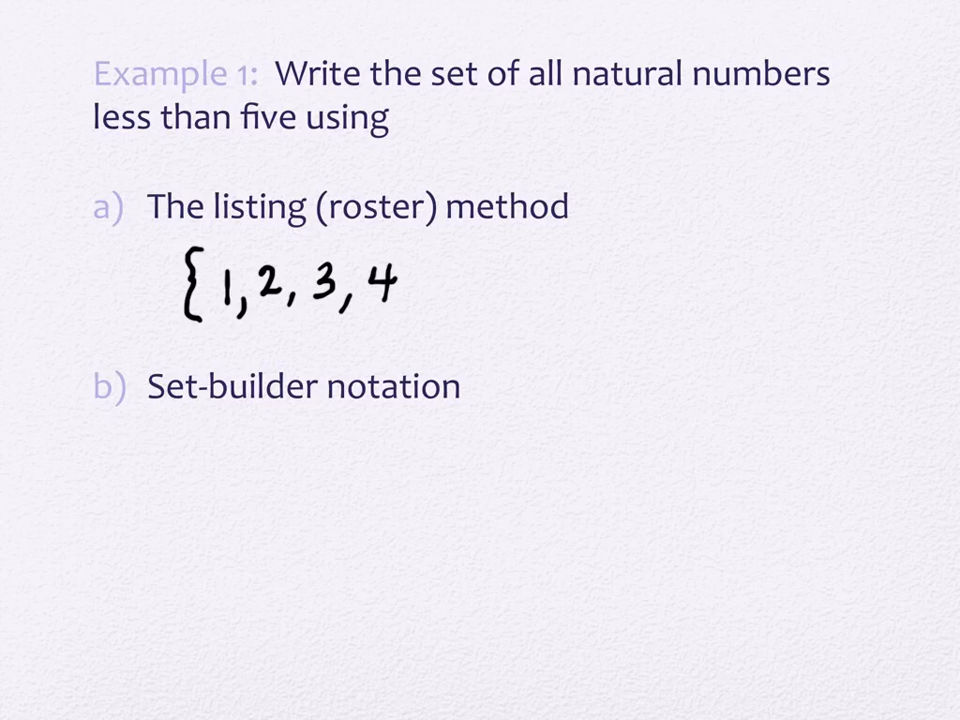 Example 1: Write the set of all natural numbers
less than five using
a) The listing (roster) method
{ 1, 2, 3, 4
b) Set-builder notation